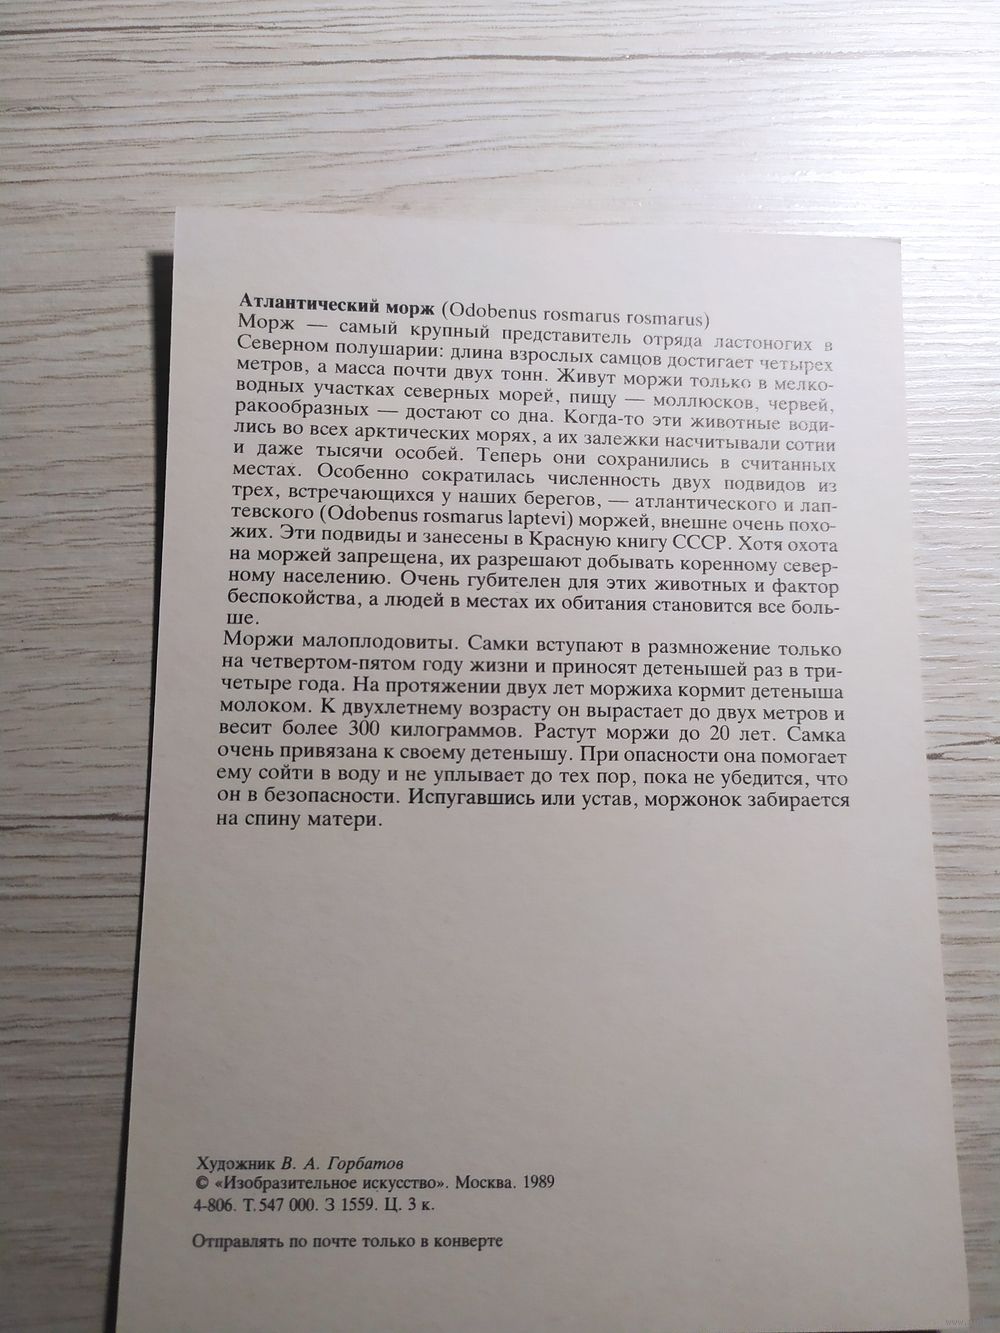 Атлантический морж (Odobenus rosmarus rosmarus)
Морж — самый крупный представитель отряда ластоногих в
Северном полушарии: длина взрослых самцов достигает четырех
метров, а масса почти двух тонн. Живут моржи только в мелко-
водных участках северных морей, пищу — моллюсков, червей,
ракообразных — достают со дна. Когда-то эти животные води-
лись во всех арктических морях, а их залежки насчитывали сотни
и даже тысячи особей. Теперь они сохранились в считанных
местах. Особенно сократилась численность двух подвидов из
трех, встречающихся у наших берегов, — атлантического и лап-
тевского (Odobenus rosmarus laptevi) моржей, внешне очень похо-
жих. Эти подвиды и занесены в Красную книгу СССР. Хотя охота
на моржей запрещена, их разрешают добывать коренному север-
ному населению. Очень губителен для этих животных и фактор
беспокойства, а людей в местах их обитания становится все боль-
ше.
Моржи малоплодовиты. Самки вступают в размножение только
на четвертом-пятом году жизни и приносят детенышей раз в три-
четыре года. На протяжении двух лет моржиха кормит детеныша
молоком. К двухлетнему возрасту он вырастает до двух метров и
весит более 300 килограммов. Растут моржи до 20 лет. Самка
очень привязана к своему детенышу. При опасности она помогает
ему сойти в воду и не уплывает до тех пор, пока не убедится, что
он в безопасности. Испугавшись или устав, моржонок забирается
на спину матери.
Художник В. А. Горбатов
© «Изобразительное искусство». Москва. 1989
4-806. Т. 547 000. З 1559. Ц. 3 к.
Отправлять по почте только в конверте